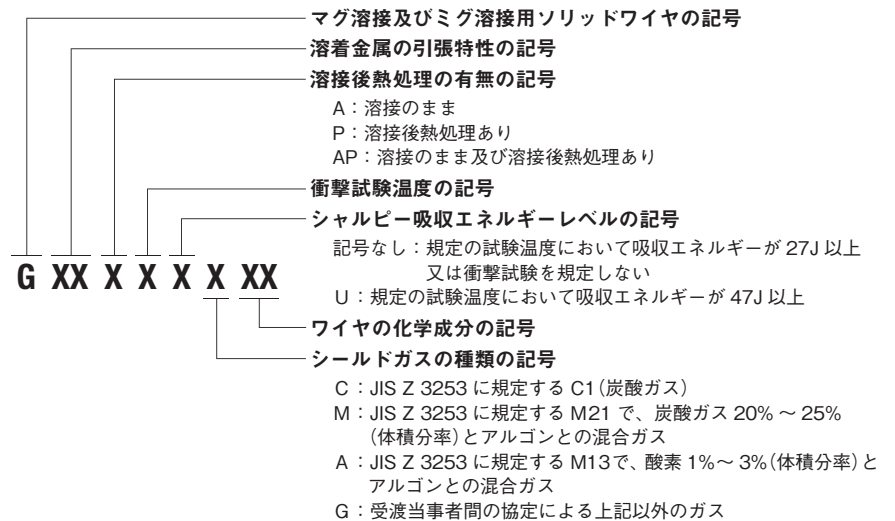 マグ溶接及びミグ溶接用ソリッドワイヤの記号
溶着金属の引張特性の記号
溶接後熱処理の有無の記号
A：溶接のまま
P：溶接後熱処理あり
AP：溶接のまま及び溶接後熱処理あり
衝撃試験温度の記号
シャルピー吸収エネルギーレベルの記号
記号なし：規定の試験温度において吸収エネルギーが 27J 以上
又は衝撃試験を規定しない
U：規定の試験温度において吸収エネルギーが 47J 以上
G XX X X X X XX
ワイヤの化学成分の記号
シールドガスの種類の記号
C：JIS Z 3253 に規定する C1（炭酸ガス）
M：JIS Z 3253 に規定する M21 で、炭酸ガス 20% ～ 25%
（体積分率）とアルゴンとの混合ガス
A：JIS Z 3253 に規定する M13で、酸素 1%～ 3%（体積分率）と
アルゴンとの混合ガス
G：受渡当事者間の協定による上記以外のガス